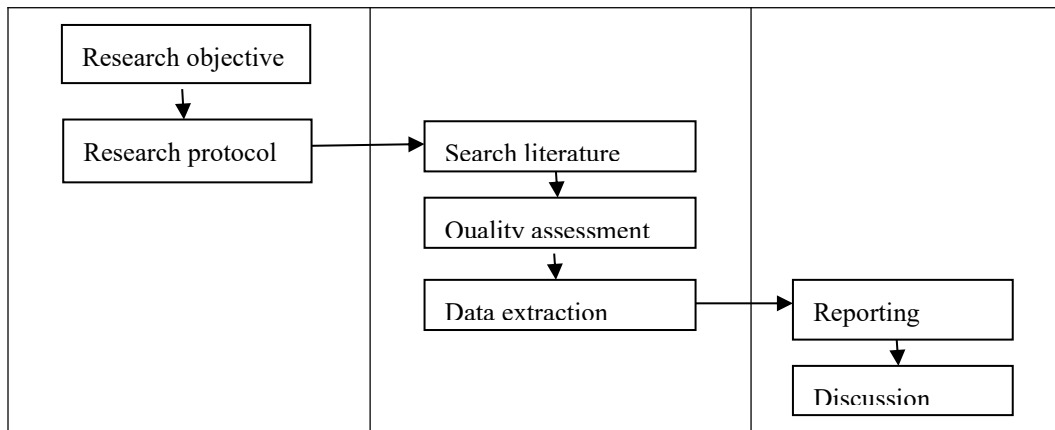 Research objective
Research protocol
Search literature
Quality assessment
Data extraction
Reporting
Discussion